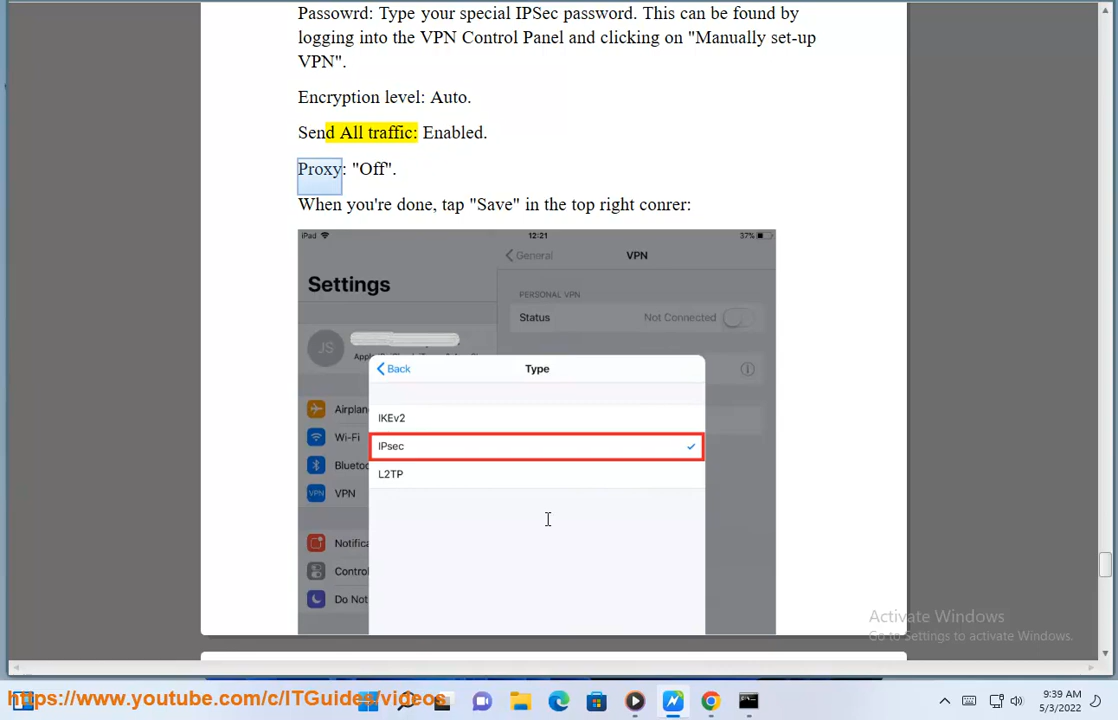 Passowrd: Type your special IPSec password. This can be found by
logging into the VPN Control Panel and clicking on "Manually set-up
VPN".
Encryption level: Auto.
Send All traffic: Enabled.
Proxy: "Off".
When you're done, tap "Save" in the top right conrer:
iPad
12:21
37%
General
VPN
Settings
PERSONAL VPN
Status
Not Connected
JS
Back
Type
Airplan
IKEv2
Wi-Fi
IPsec
Bluetoo
L2TP
VPN
VPN
Notifica
Control
Do Not
Activate Windows
Go to Settings to activate Windows.
https://www.youtube.com/c/ITGuides/videos
9:39 AM
5/3/2022